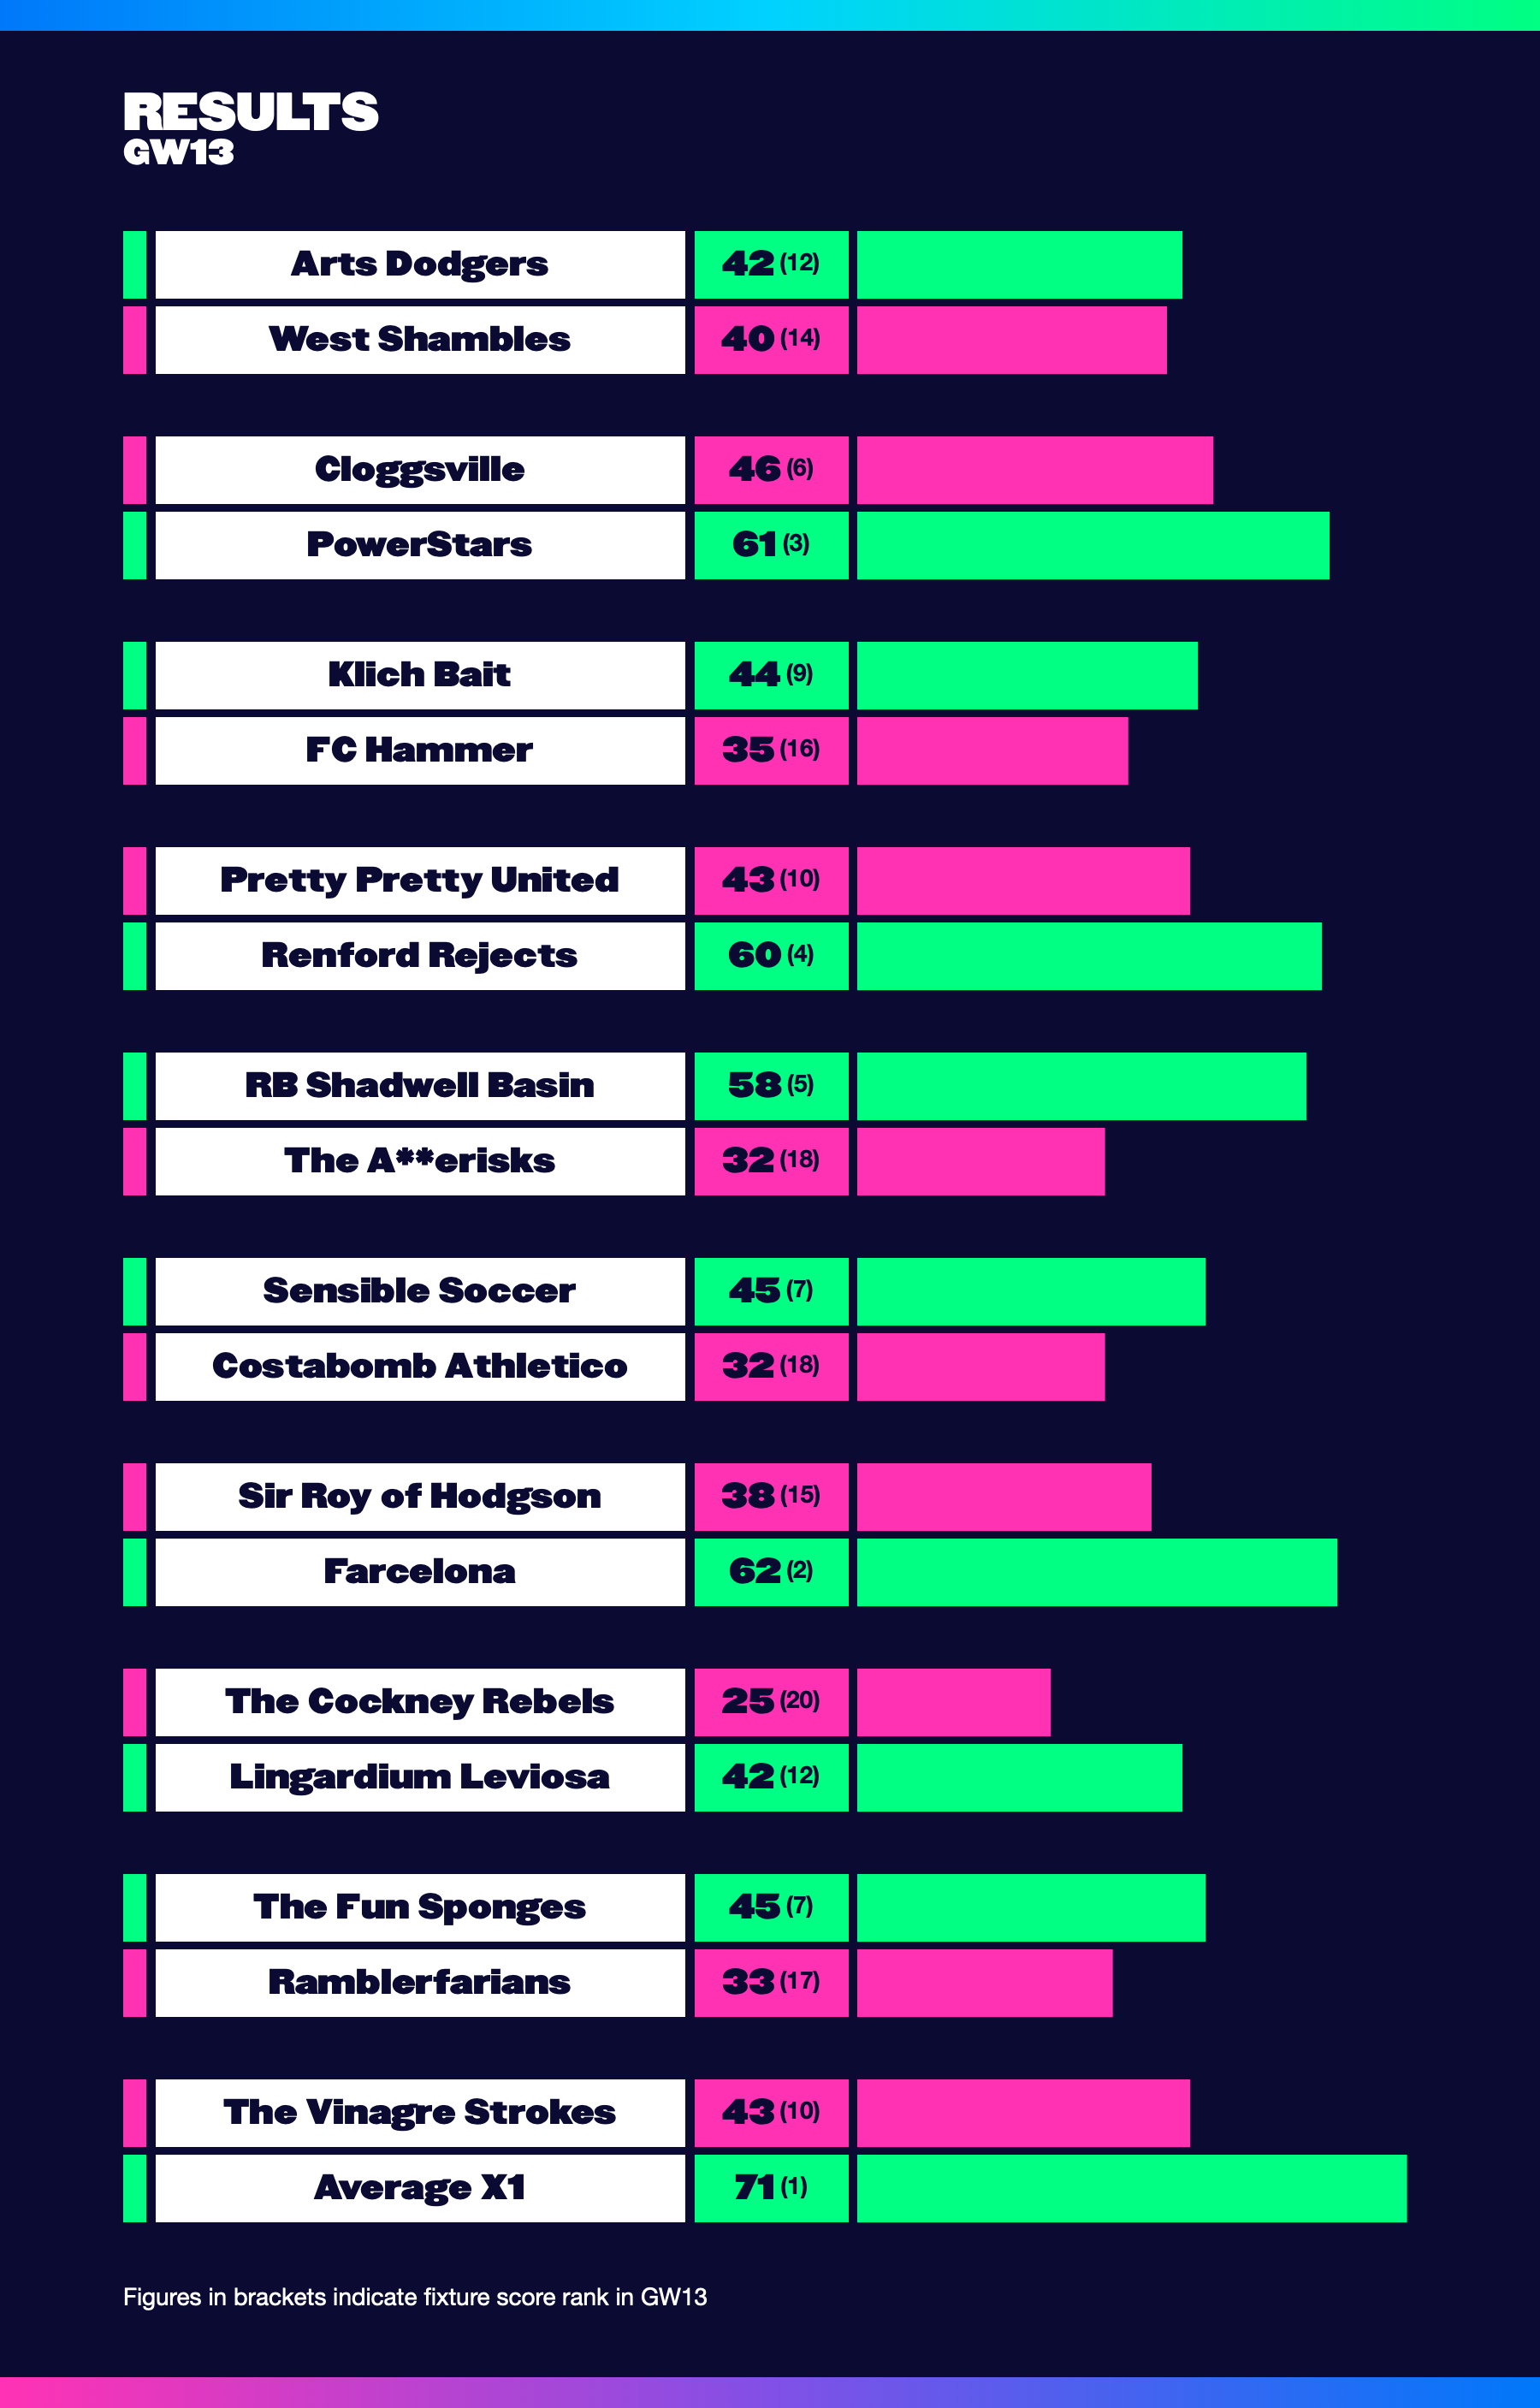 RESULTS
GW13
Arts Dodgers 42 (12)
West Shambles 40 (14)
Cloggsville 46 (6)
PowerStars 61 (3)
Klich Bait 44 (9)
FC Hammer 35 (16)
Pretty Pretty United 43 (10)
Renford Rejects 60 (4)
RB Shadwell Basin 58 (5)
The A**erisks 32 (18)
Sensible Soccer 45 (7)
Costabomb Athletico 32 (18)
Sir Roy of Hodgson 38 (15)
Farcelona 62 (2)
The Cockney Rebels 25 (20)
Lingardium Leviosa 42 (12)
The Fun Sponges 45 (7)
Ramblerfarians 33 (17)
The Vinagre Strokes 43 (10)
Average X1 71 (1)
Figures in brackets indicate fixture score rank in GW13